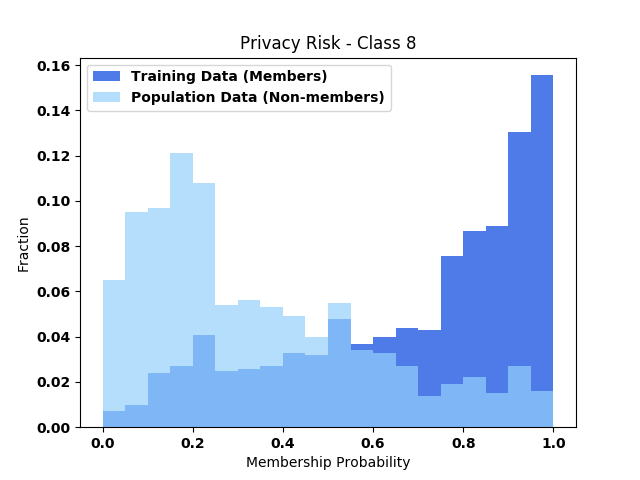 Privacy Risk - Class 8
Training Data (Members)
Population Data (Non-members)
Fraction
0.16
0.14
0.12
0.10
0.08
0.06
0.04
0.02
0.00
0.0 0.2 0.4 0.6 0.8 1.0
Membership Probability